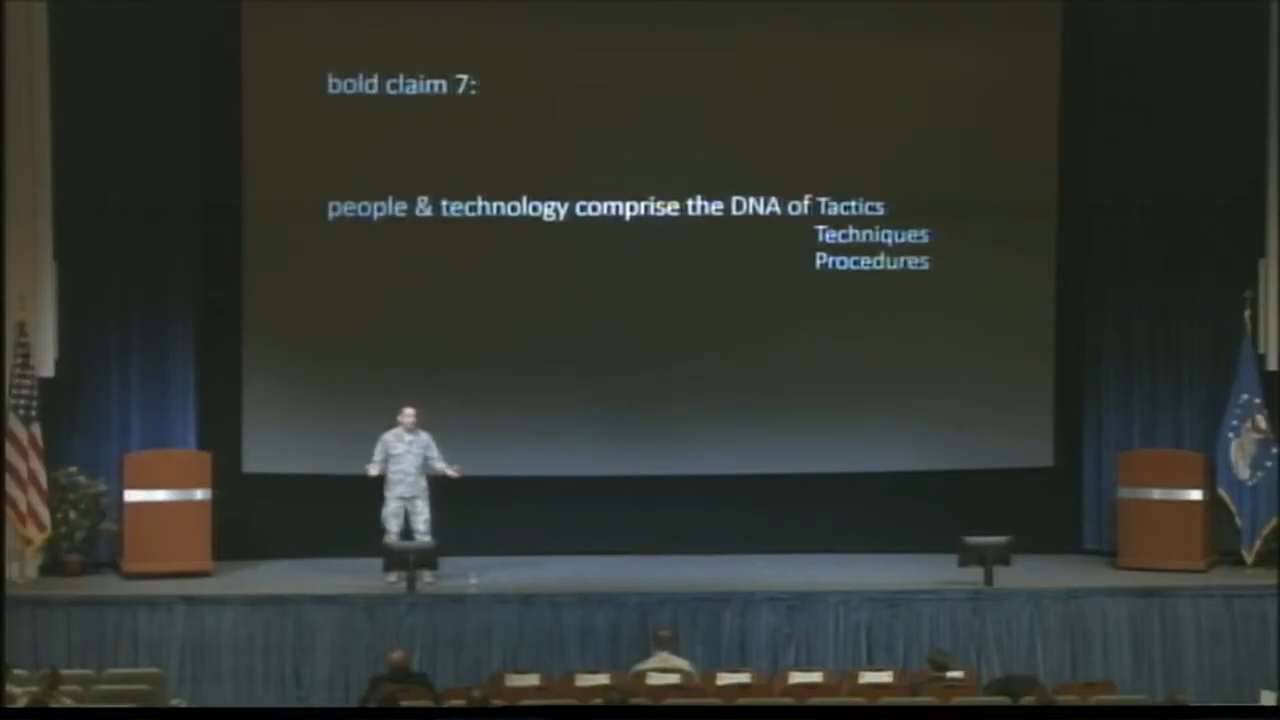 bold claim 7:
people & technology comprise the DNA of Tactics
Techniques
Procedures